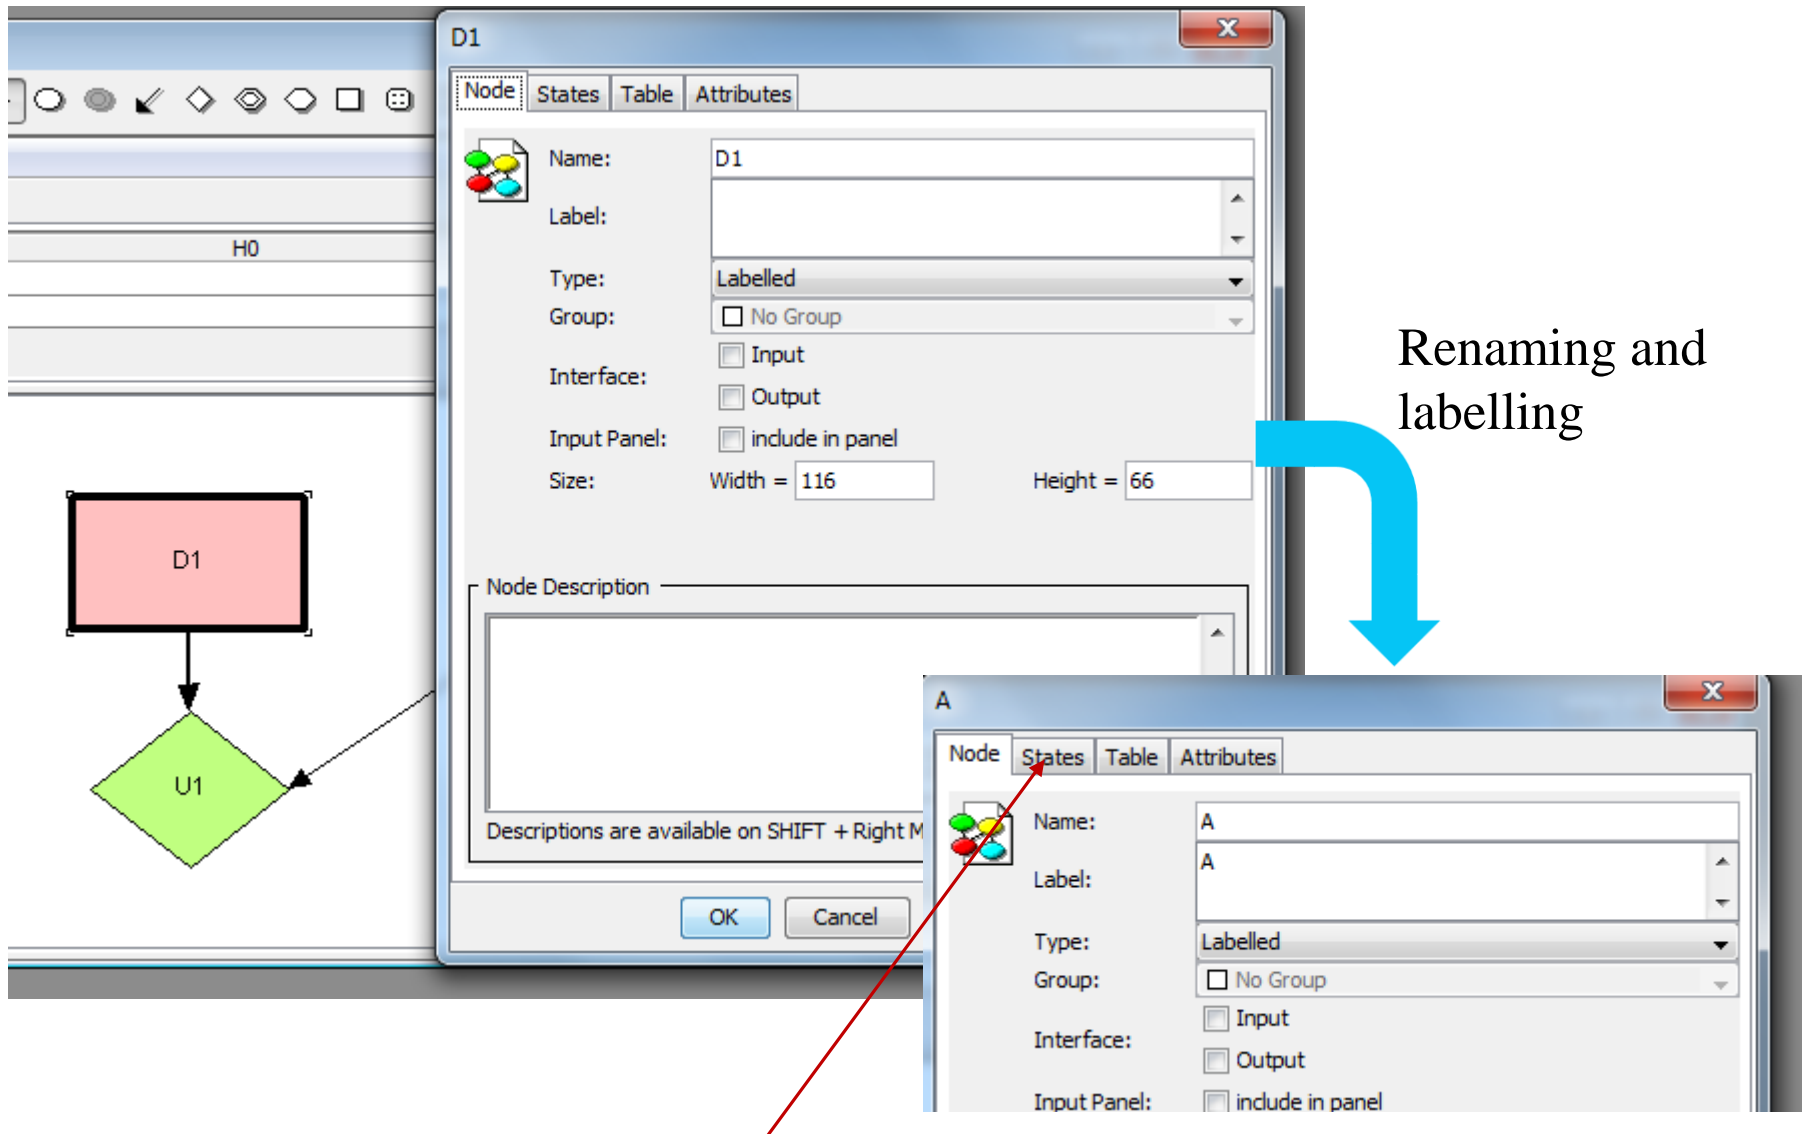 D1
Node States Table Attributes
Name: D1
Label:
Type: Labelled
Group: No Group
Interface: Input
Output
Input Panel: include in panel
Size: Width = 116 Height = 66
Node Description
Descriptions are available on SHIFT + Right M
OK Cancel
H0
D1
U1
Renaming and
labelling
A
Node States Table Attributes
Name: A
Label: A
Type: Labelled
Group: No Group
Interface: Input
Output
Input Panel: include in panel